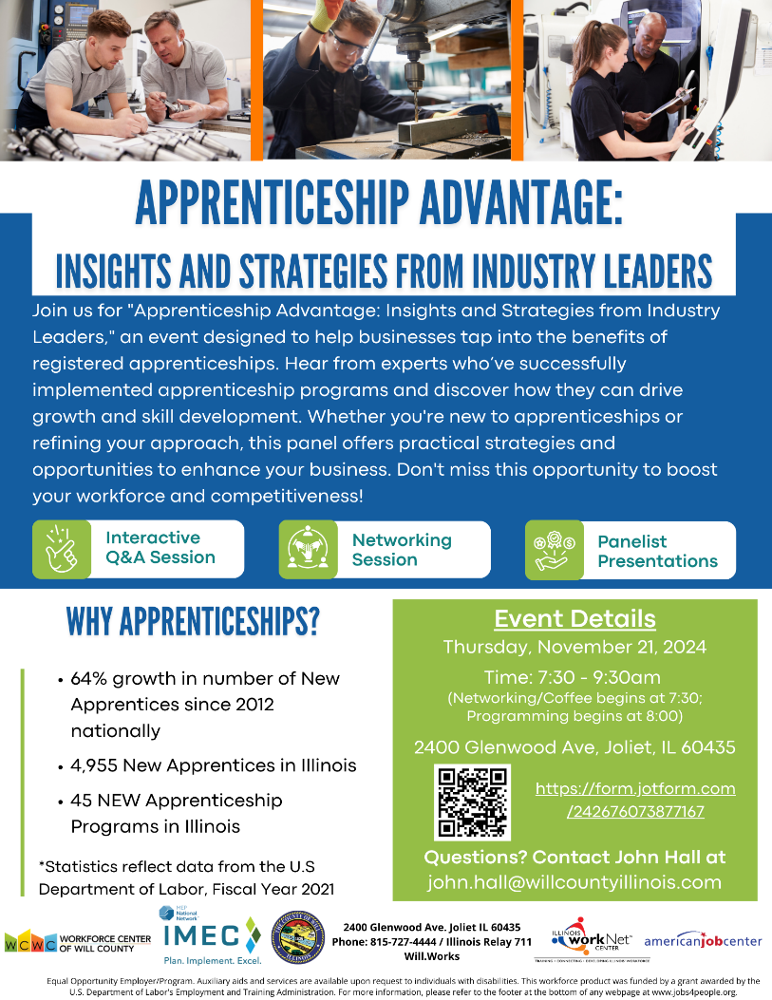 APPRENTICESHIP ADVANTAGE:
INSIGHTS AND STRATEGIES FROM INDUSTRY LEADERS
Join us for "Apprenticeship Advantage: Insights and Strategies from Industry
Leaders," an event designed to help businesses tap into the benefits of
registered apprenticeships. Hear from experts who’ve successfully
implemented apprenticeship programs and discover how they can drive
growth and skill development. Whether you're new to apprenticeships or
refining your approach, this panel offers practical strategies and
opportunities to enhance your business. Don't miss this opportunity to boost
your workforce and competitiveness!
Interactive
Q&A Session
Networking
Session
Panelist
Presentations
WHY APPRENTICESHIPS?
• 64% growth in number of New
Apprentices since 2012
nationally
• 4,955 New Apprentices in Illinois
• 45 NEW Apprenticeship
Programs in Illinois
*Statistics reflect data from the U.S
Department of Labor, Fiscal Year 2021
Event Details
Thursday, November 21, 2024
Time: 7:30 - 9:30am
(Networking/Coffee begins at 7:30;
Programming begins at 8:00)
2400 Glenwood Ave, Joliet, IL 60435
https://form.jotform.com
/242676073877167
Questions? Contact John Hall at
john.hall@willcountyillinois.com
WCWC
WORKFORCE CENTER
OF WILL COUNTY
MEP
National
Network
IMEC
Plan. Implement. Excel.
ILLINOIS
2400 Glenwood Ave. Joliet IL 60435
Phone: 815-727-4444 / Illinois Relay 711
Will.Works
ILLINOIS
workNet
CENTER
TRAINING / CONNECTING / DEVELOPING ILLINOIS WORKFORCE
americanjobcenter
Equal Opportunity Employer/Program. Auxiliary aids and services are available upon request to individuals with disabilities. This workforce product was funded by a grant awarded by the
U.S. Department of Labor's Employment and Training Administration. For more information, please refer to the footer at the bottom of any webpage at www.jobs4people.org.